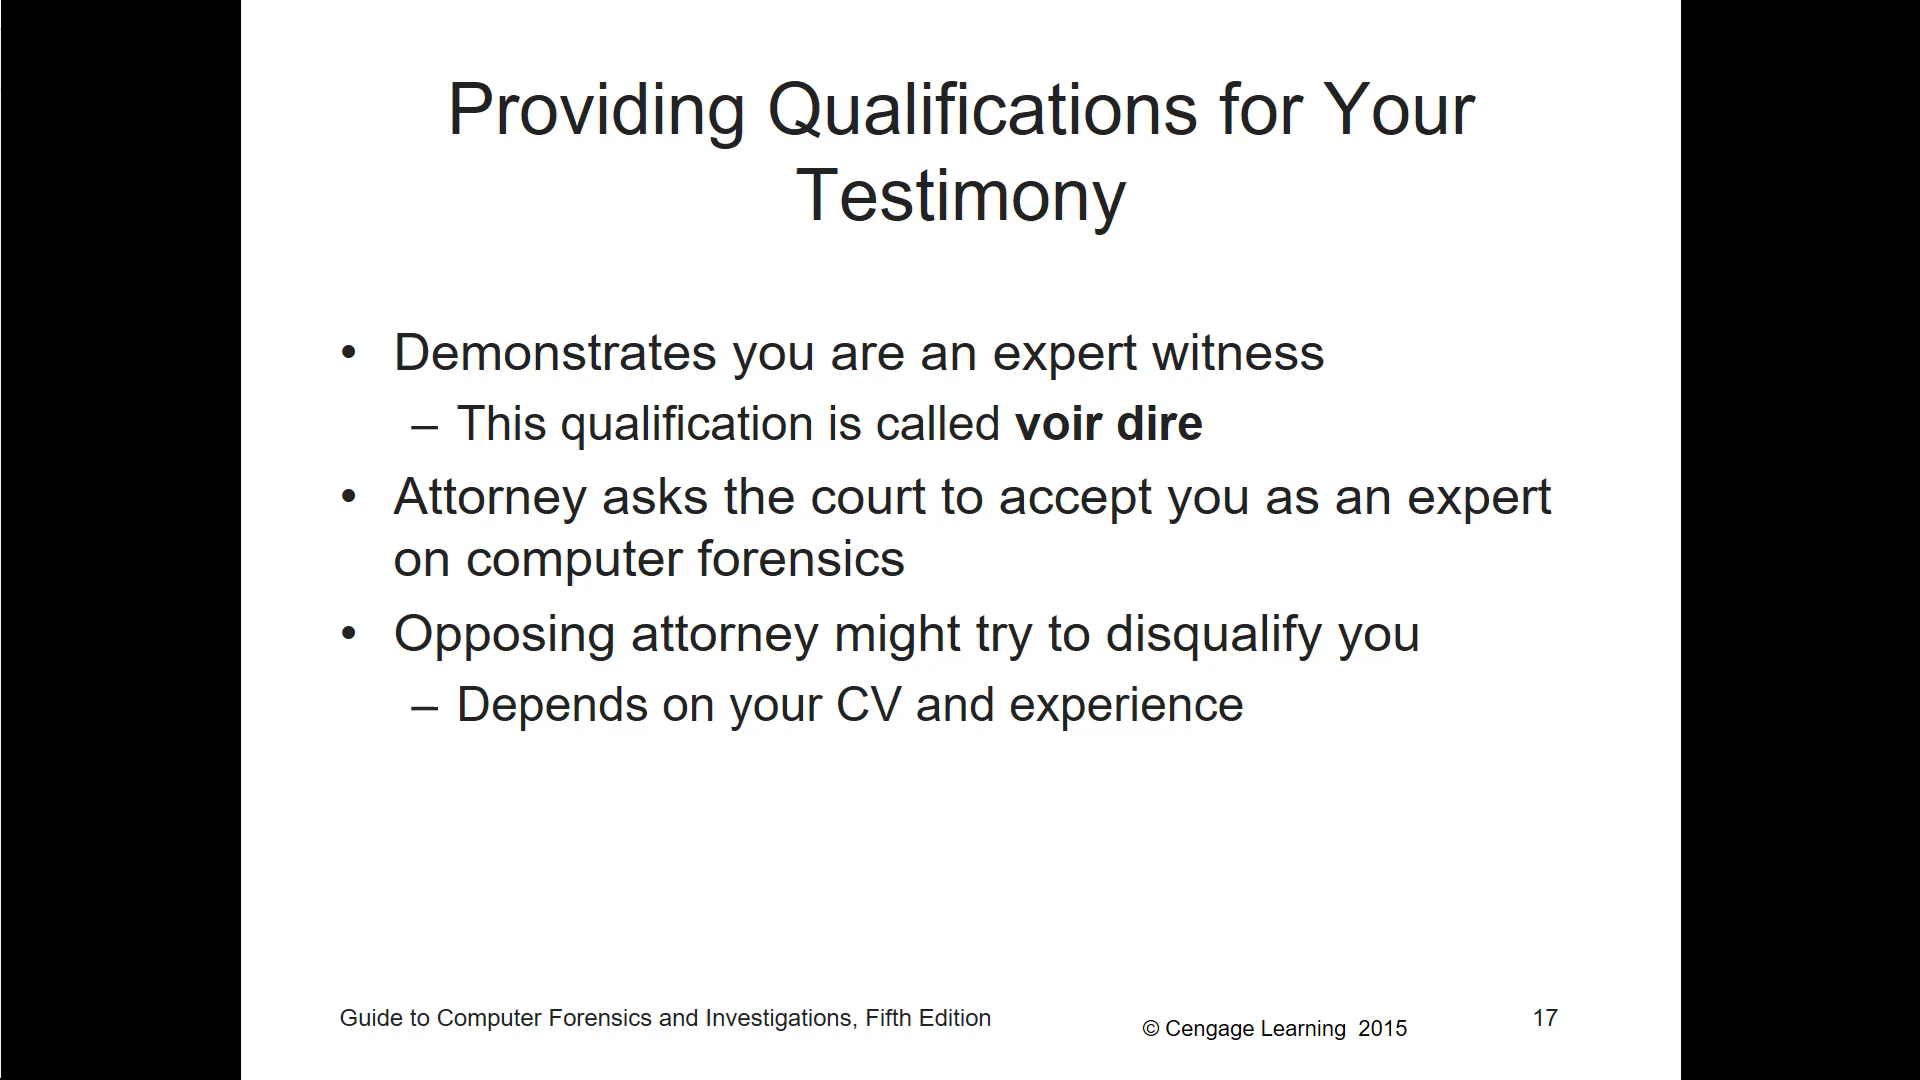 Providing Qualifications for Your
Testimony
• Demonstrates you are an expert witness
– This qualification is called voir dire
• Attorney asks the court to accept you as an expert
on computer forensics
• Opposing attorney might try to disqualify you
– Depends on your CV and experience
Guide to Computer Forensics and Investigations, Fifth Edition
© Cengage Learning 2015
17